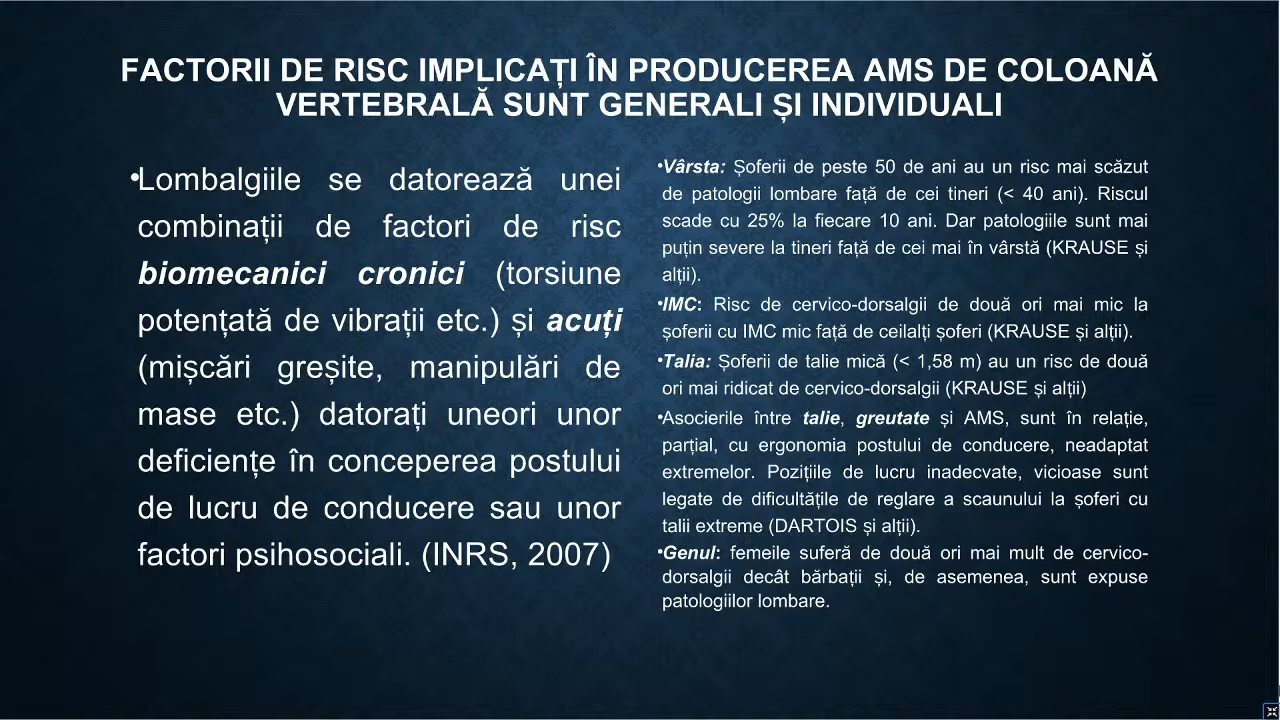 FACTORII DE RISC IMPLICAȚI ÎN PRODUCEREA AMS DE COLOANĂ
VERTEBRALĂ SUNT GENERALI ȘI INDIVIDUALI
•Lombalgiile se datorează unei
combinații de factori de risc
biomecanici cronici (torsiune
potențată de vibrații etc.) și acuți
(mișcări greșite, manipulări de
mase etc.) datorați uneori unor
deficiențe în conceperea postului
de lucru de conducere sau unor
factori psihosociali. (INRS, 2007)
•Vârsta: Șoferii de peste 50 de ani au un risc mai scăzut
de patologii lombare față de cei tineri (< 40 ani). Riscul
scade cu 25% la fiecare 10 ani. Dar patologiile sunt mai
puțin severe la tineri față de cei mai în vârstă (KRAUSE și
alții).
•IMC: Risc de cervico-dorsalgii de două ori mai mic la
șoferii cu IMC mic față de ceilalți șoferi (KRAUSE și alții).
•Talia: Șoferii de talie mică (< 1,58 m) au un risc de două
ori mai ridicat de cervico-dorsalgii (KRAUSE și alții)
•Asocierile între talie, greutate și AMS, sunt în relație,
parțial, cu ergonomia postului de conducere, neadaptat
extremelor. Pozițiile de lucru inadecvate, vicioase sunt
legate de dificultățile de reglare a scaunului la șoferi cu
talii extreme (DARTOIS și alții).
•Genul: femeile suferă de două ori mai mult de cervico-
dorsalgii decât bărbații și, de asemenea, sunt expuse
patologiilor lombare.